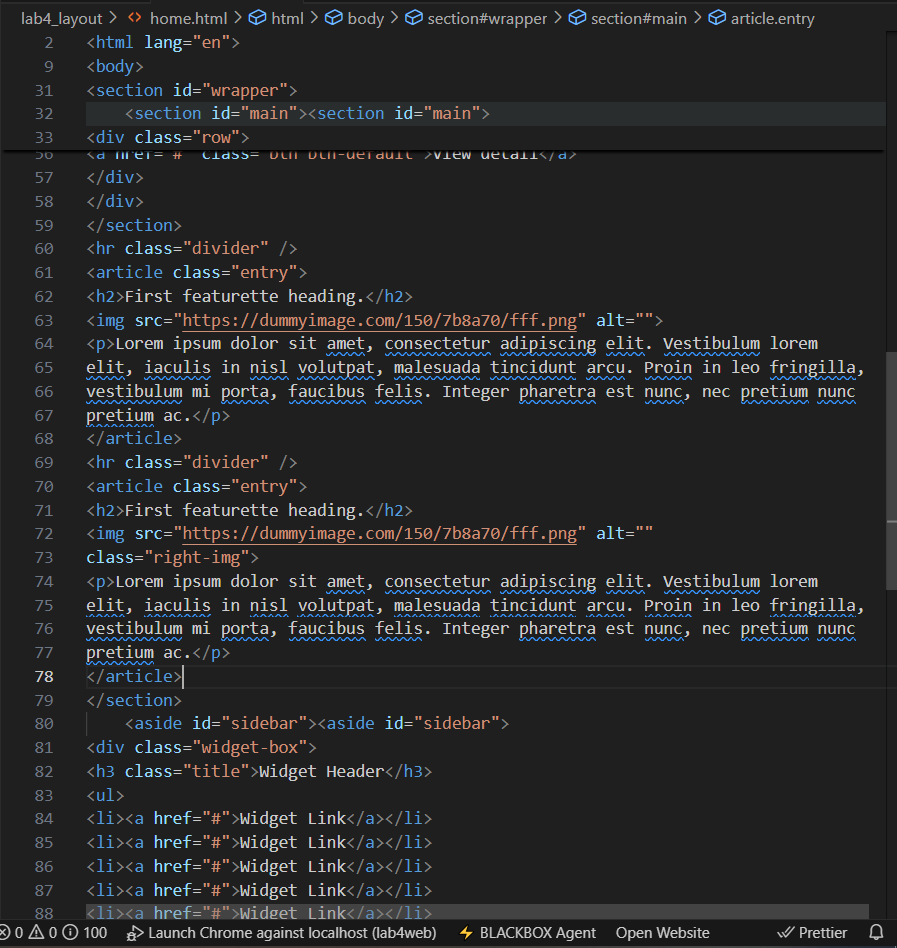 lab4_layout > <> home.html > html > body > section#wrapper > section#main > article.entry
2 <html lang="en">
9 <body>
31 <section id="wrapper">
32 <section id="main"><section id="main">
33 <div class="row">
56 <a href="#" class="btn btn-default">View detail</a>
57 </div>
58 </div>
59 </section>
60 <hr class="divider" />
61 <article class="entry">
62 <h2>First featurette heading.</h2>
63 <img src="https://dummyimage.com/150/7b8a70/fff.png" alt="">
64 <p>Lorem ipsum dolor sit amet, consectetur adipiscing elit. Vestibulum lorem
65 elit, iaculis in nisl volutpat, malesuada tincidunt arcu. Proin in leo fringilla,
66 vestibulum mi porta, faucibus felis. Integer pharetra est nunc, nec pretium nunc
67 pretium ac.</p>
68 </article>
69 <hr class="divider" />
70 <article class="entry">
71 <h2>First featurette heading.</h2>
72 <img src="https://dummyimage.com/150/7b8a70/fff.png" alt=""
73 class="right-img">
74 <p>Lorem ipsum dolor sit amet, consectetur adipiscing elit. Vestibulum lorem
75 elit, iaculis in nisl volutpat, malesuada tincidunt arcu. Proin in leo fringilla,
76 vestibulum mi porta, faucibus felis. Integer pharetra est nunc, nec pretium nunc
77 pretium ac.</p>
78 </article>
79 </section>
80 <aside id="sidebar"><aside id="sidebar">
81 <div class="widget-box">
82 <h3 class="title">Widget Header</h3>
83 <ul>
84 <li><a href="#">Widget Link</a></li>
85 <li><a href="#">Widget Link</a></li>
86 <li><a href="#">Widget Link</a></li>
87 <li><a href="#">Widget Link</a></li>
88 <li><a href="#">Widget Link</a></li>
0 0 100 Launch Chrome against localhost (lab4web) BLACKBOX Agent Open Website Prettier